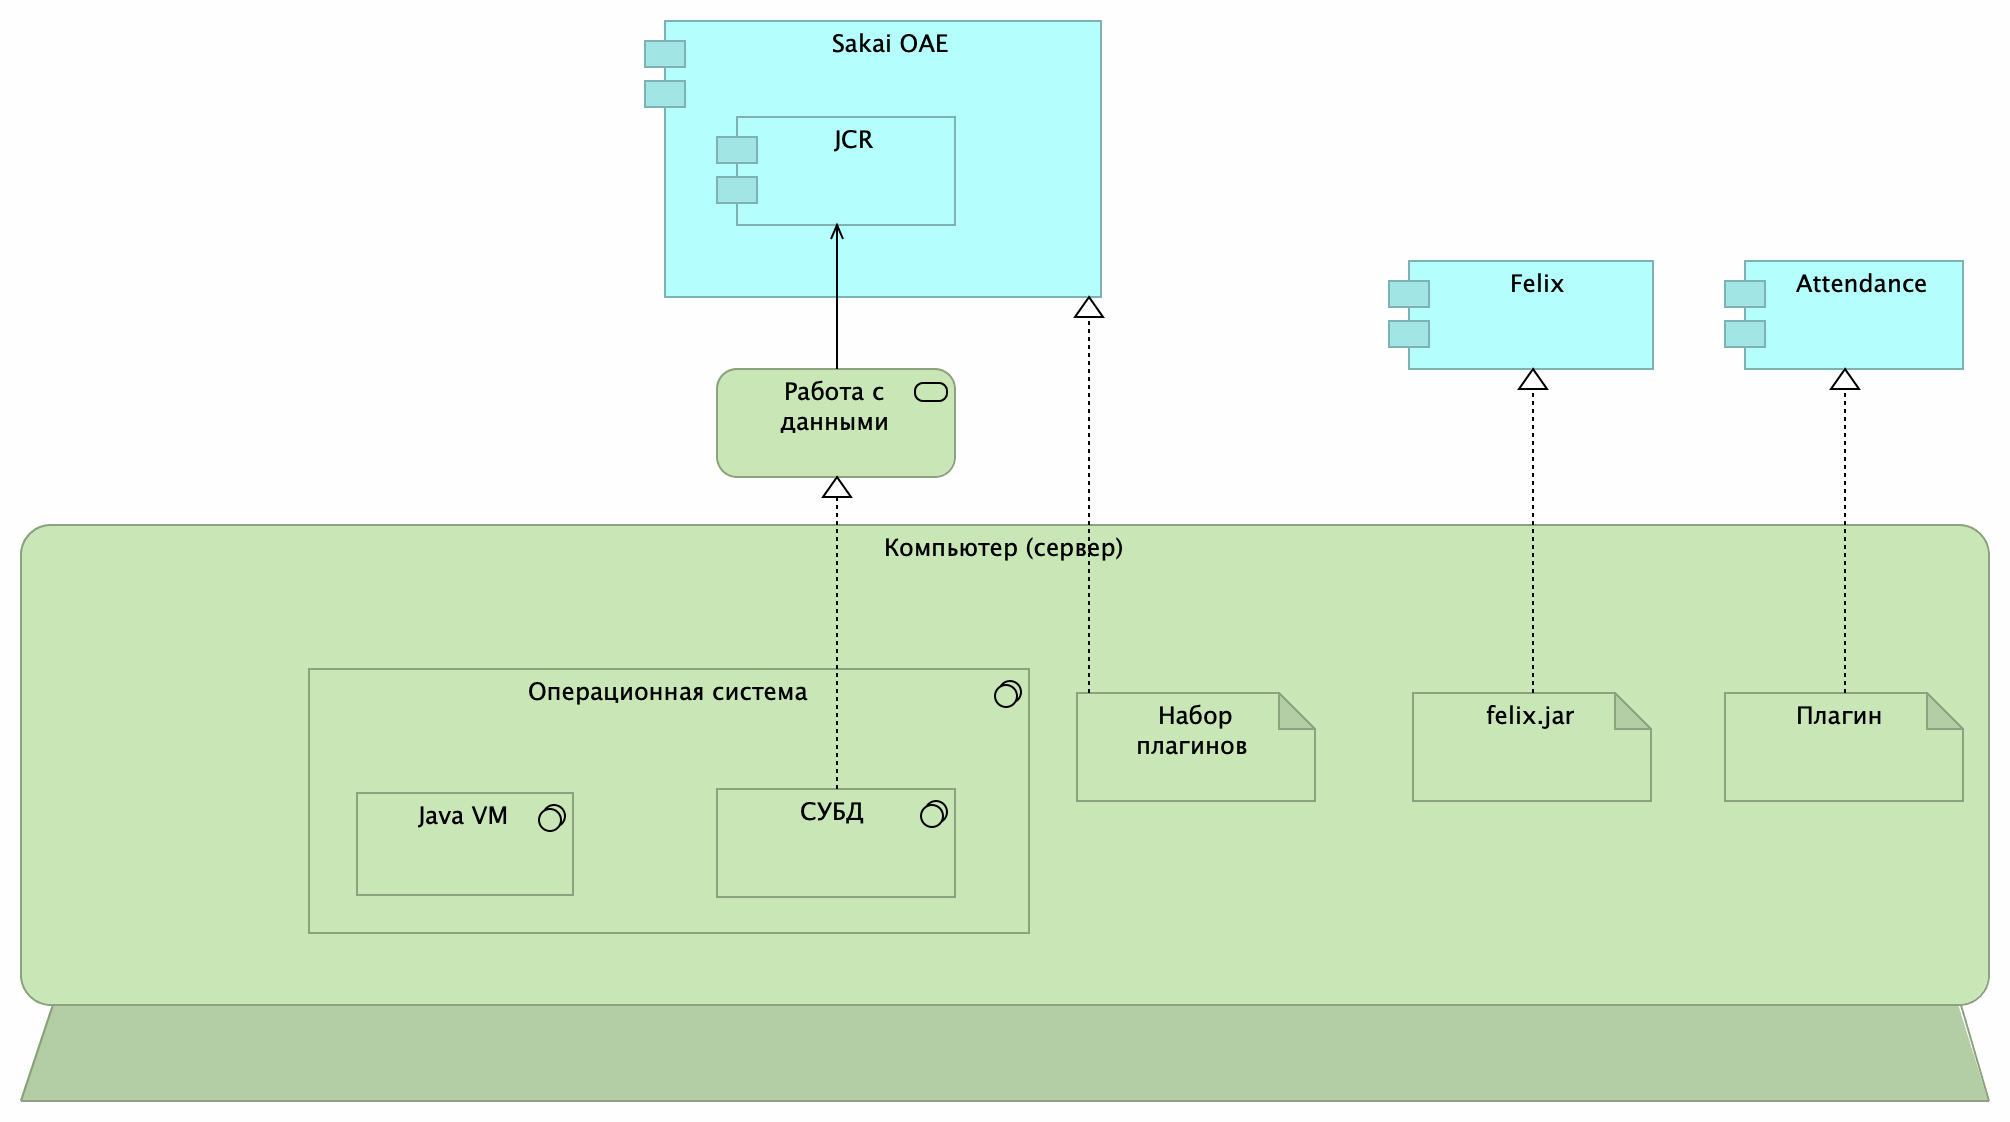 Sakai OAE
JCR
Felix
Attendance
Работа с
данными
Компьютер (сервер)
Операционная система
Набор
плагинов
felix.jar
Плагин
Java VM
СУБД